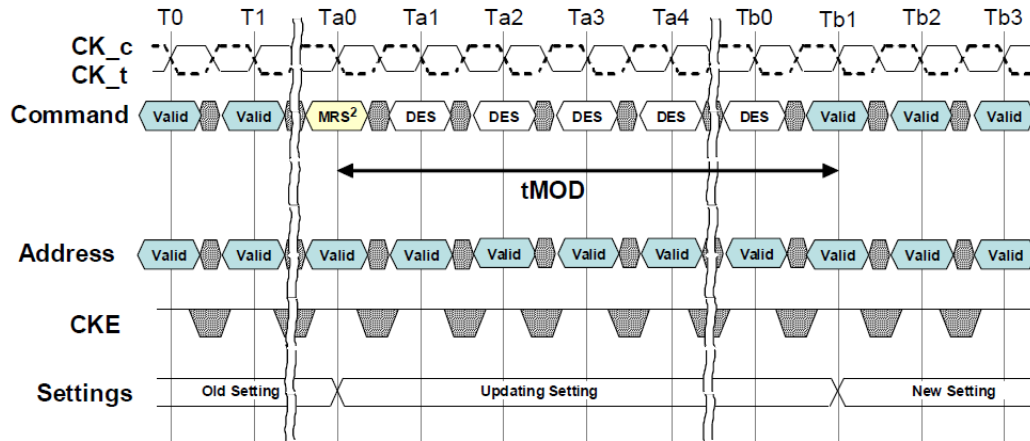 T0 T1 Ta0 Ta1 Ta2 Ta3 Ta4 Tb0 Tb1 Tb2 Tb3
CK_c
CK_t
Command Valid Valid MRS² DES DES DES DES DES Valid Valid Valid
tMOD
Address Valid Valid Valid Valid Valid Valid Valid Valid Valid Valid Valid
CKE
Settings Old Setting Updating Setting New Setting